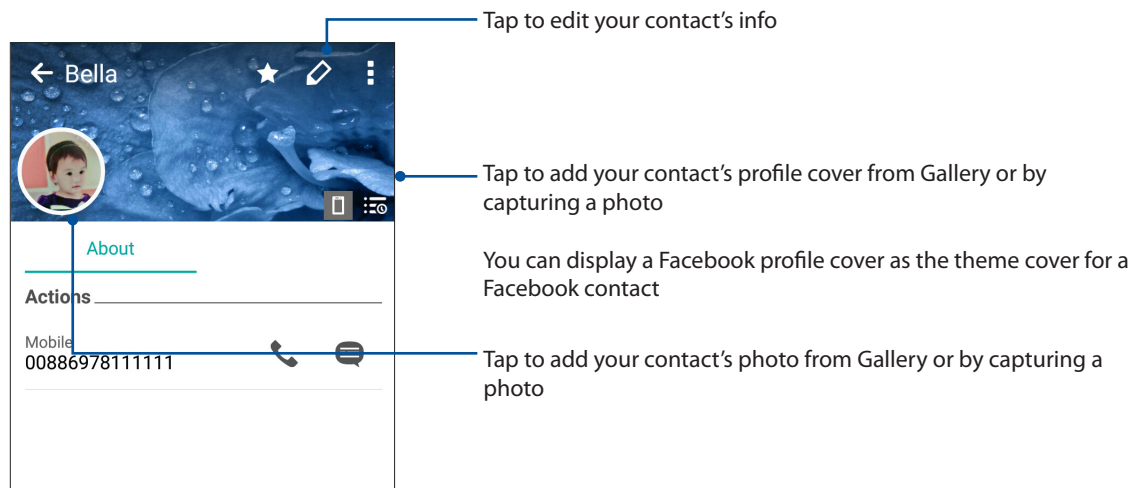 Tap to edit your contact’s info
Bella
Tap to add your contact’s profile cover from Gallery or by
capturing a photo
About
You can display a Facebook profile cover as the theme cover for a
Facebook contact
Actions
Mobile
00886978111111
Tap to add your contact’s photo from Gallery or by capturing a
photo